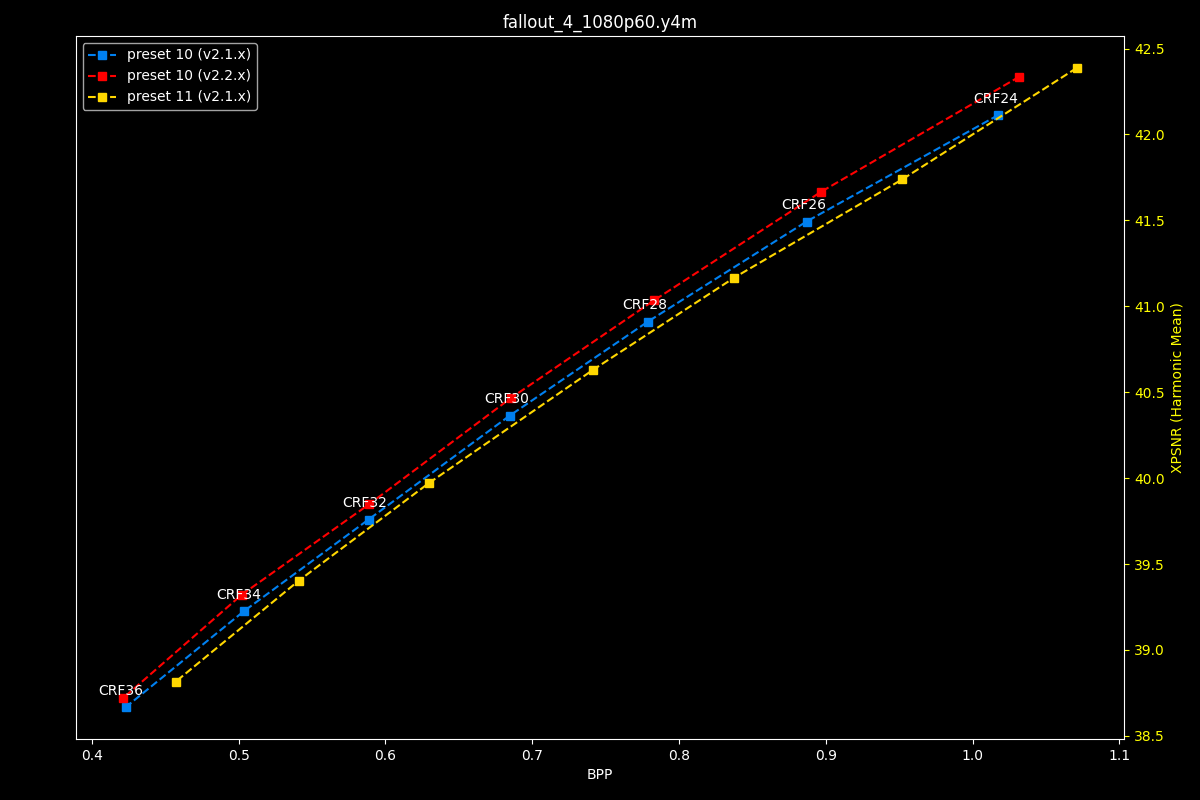 fallout_4_1080p60.y4m
preset 10 (v2.1.x)
preset 10 (v2.2.x)
preset 11 (v2.1.x)
CRF24
CRF26
CRF28
CRF30
CRF32
CRF34
CRF36
42.5
42.0
41.5
41.0
40.5
40.0
39.5
39.0
38.5
XPSNR (Harmonic Mean)
0.4 0.5 0.6 0.7 0.8 0.9 1.0 1.1
BPP